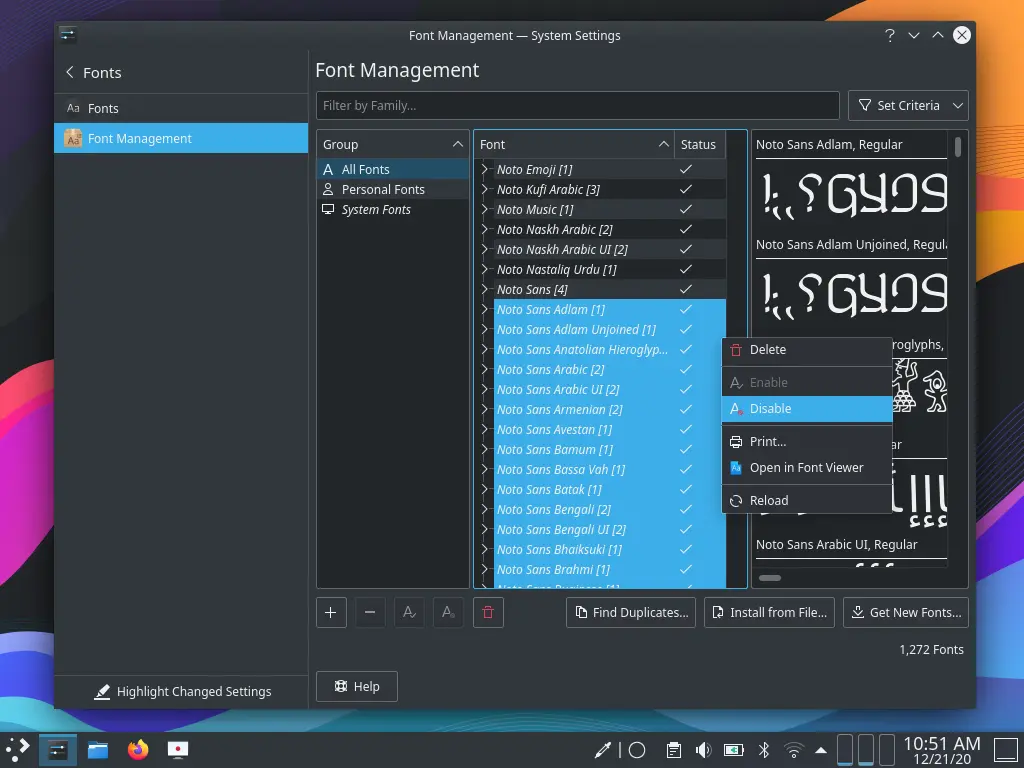 Font Management — System Settings
?
Fonts
Aa Fonts
Font Management
Font Management
Filter by Family...
Set Criteria
Group
All Fonts
Personal Fonts
System Fonts
Font Status
Noto Emoji [1]
Noto Kufi Arabic [3]
Noto Music [1]
Noto Naskh Arabic [2]
Noto Naskh Arabic UI [2]
Noto Nastaliq Urdu [1]
Noto Sans [4]
Noto Sans Adlam [1]
Noto Sans Adlam Unjoined [1]
Noto Sans Anatolian Hieroglyp...
Noto Sans Arabic [2]
Noto Sans Arabic UI [2]
Noto Sans Armenian [2]
Noto Sans Avestan [1]
Noto Sans Bamum [1]
Noto Sans Bassa Vah [1]
Noto Sans Batak [1]
Noto Sans Bengali [2]
Noto Sans Bengali UI [2]
Noto Sans Bhaiksuki [1]
Noto Sans Brahmi [1]
Noto Sans Adlam, Regular
Noto Sans Adlam Unjoined, Regula
roglyphs,
ar
Noto Sans Arabic UI, Regular
Delete
Enable
Disable
Print...
Open in Font Viewer
Reload
Find Duplicates...
Install from File...
Get New Fonts...
1,272 Fonts
Highlight Changed Settings
Help
10:51 AM
12/21/20